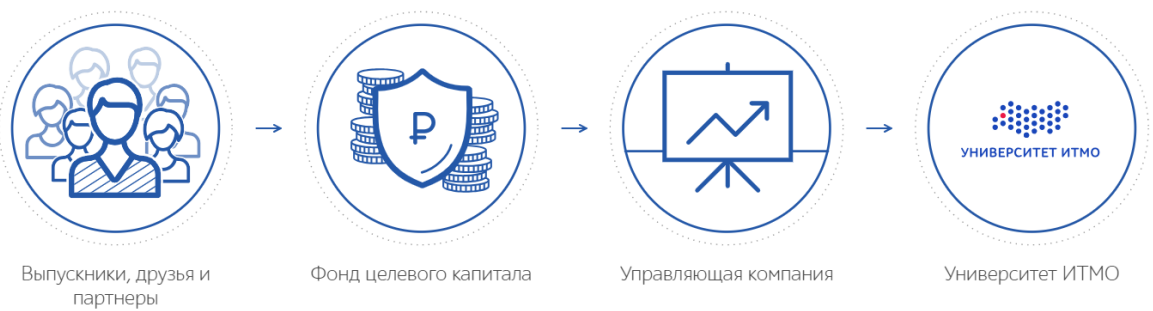 УНИВЕРСИТЕТ ИТМО
Выпускники, друзья и
партнеры
Фонд целевого капитала
Управляющая компания
Университет ИТМО